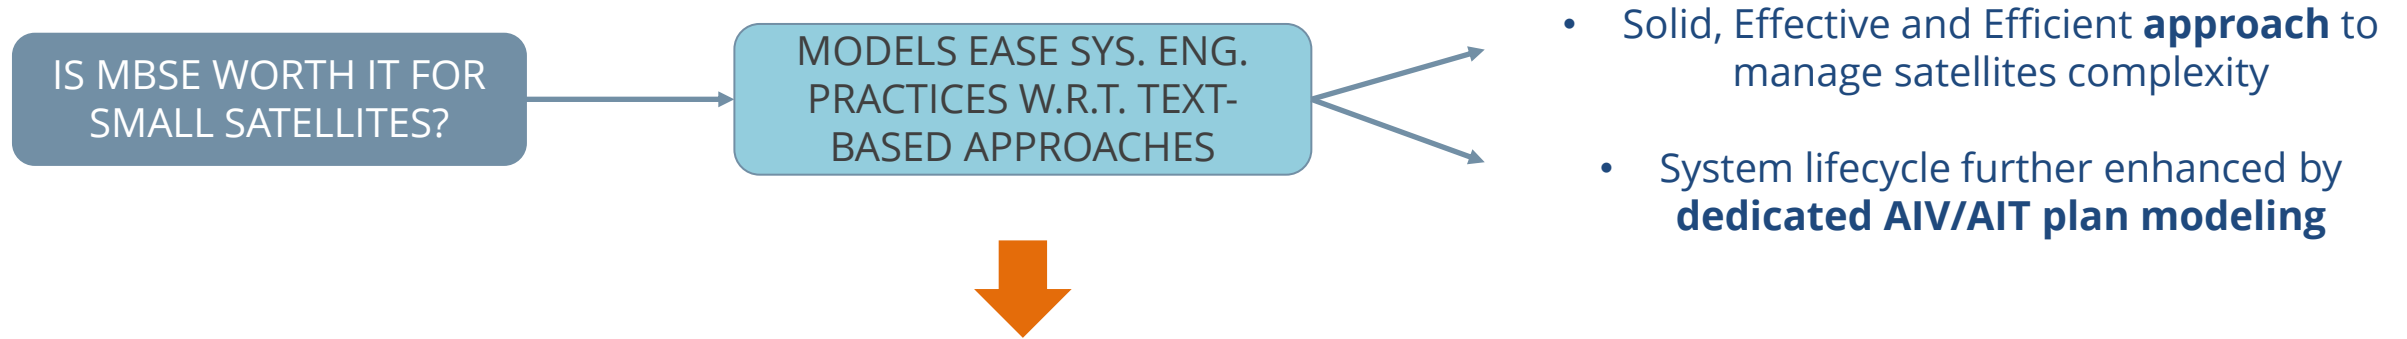 IS MBSE WORTH IT FOR
SMALL SATELLITES?
MODELS EASE SYS. ENG.
PRACTICES W.R.T. TEXT-
BASED APPROACHES
• Solid, Effective and Efficient approach to
manage satellites complexity
• System lifecycle further enhanced by
dedicated AIV/AIT plan modeling